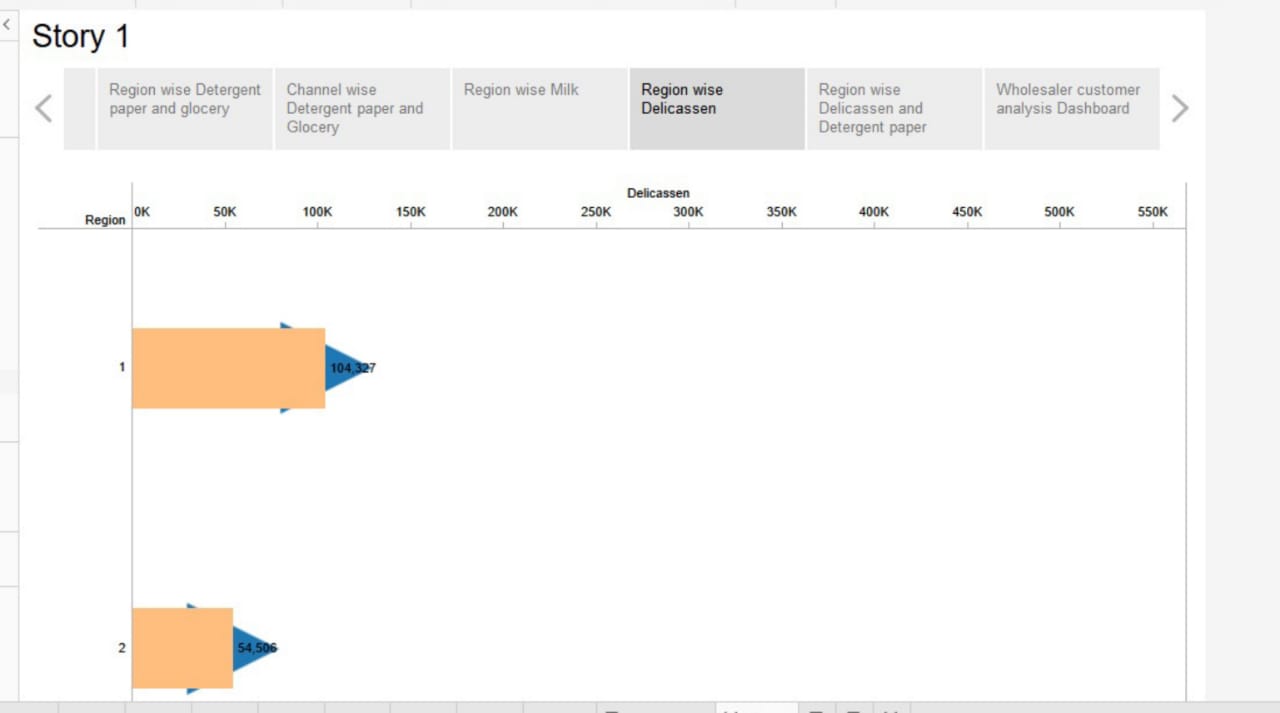 Story 1
Region wise Detergent
paper and glocery
Channel wise
Detergent paper and
Glocery
Region wise Milk
Region wise
Delicassen
Region wise
Delicassen and
Detergent paper
Wholesaler customer
analysis Dashboard
Delicassen
Region
0K 50K 100K 150K 200K 250K 300K 350K 400K 450K 500K 550K
1
104,327
2
54,506